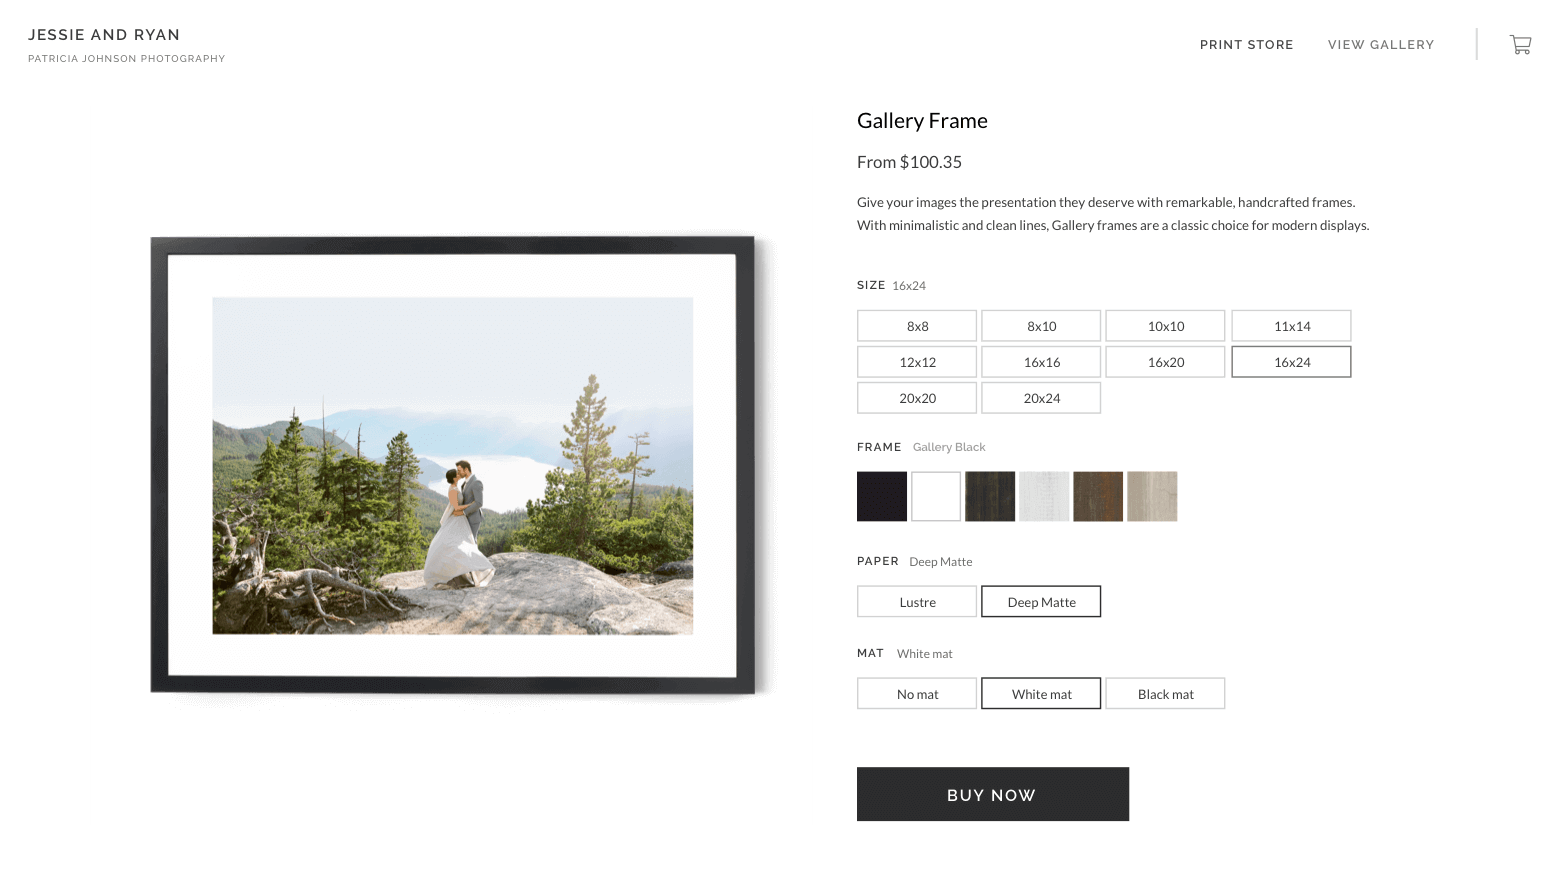 JESSIE AND RYAN
PATRICIA JOHNSON PHOTOGRAPHY
PRINT STORE VIEW GALLERY
Gallery Frame
From $100.35
Give your images the presentation they deserve with remarkable, handcrafted frames.
With minimalistic and clean lines, Gallery frames are a classic choice for modern displays.
SIZE 16x24
8x8 8x10 10x10 11x14
12x12 16x16 16x20 16x24
20x20 20x24
FRAME Gallery Black
PAPER Deep Matte
Lustre Deep Matte
MAT White mat
No mat White mat Black mat
BUY NOW